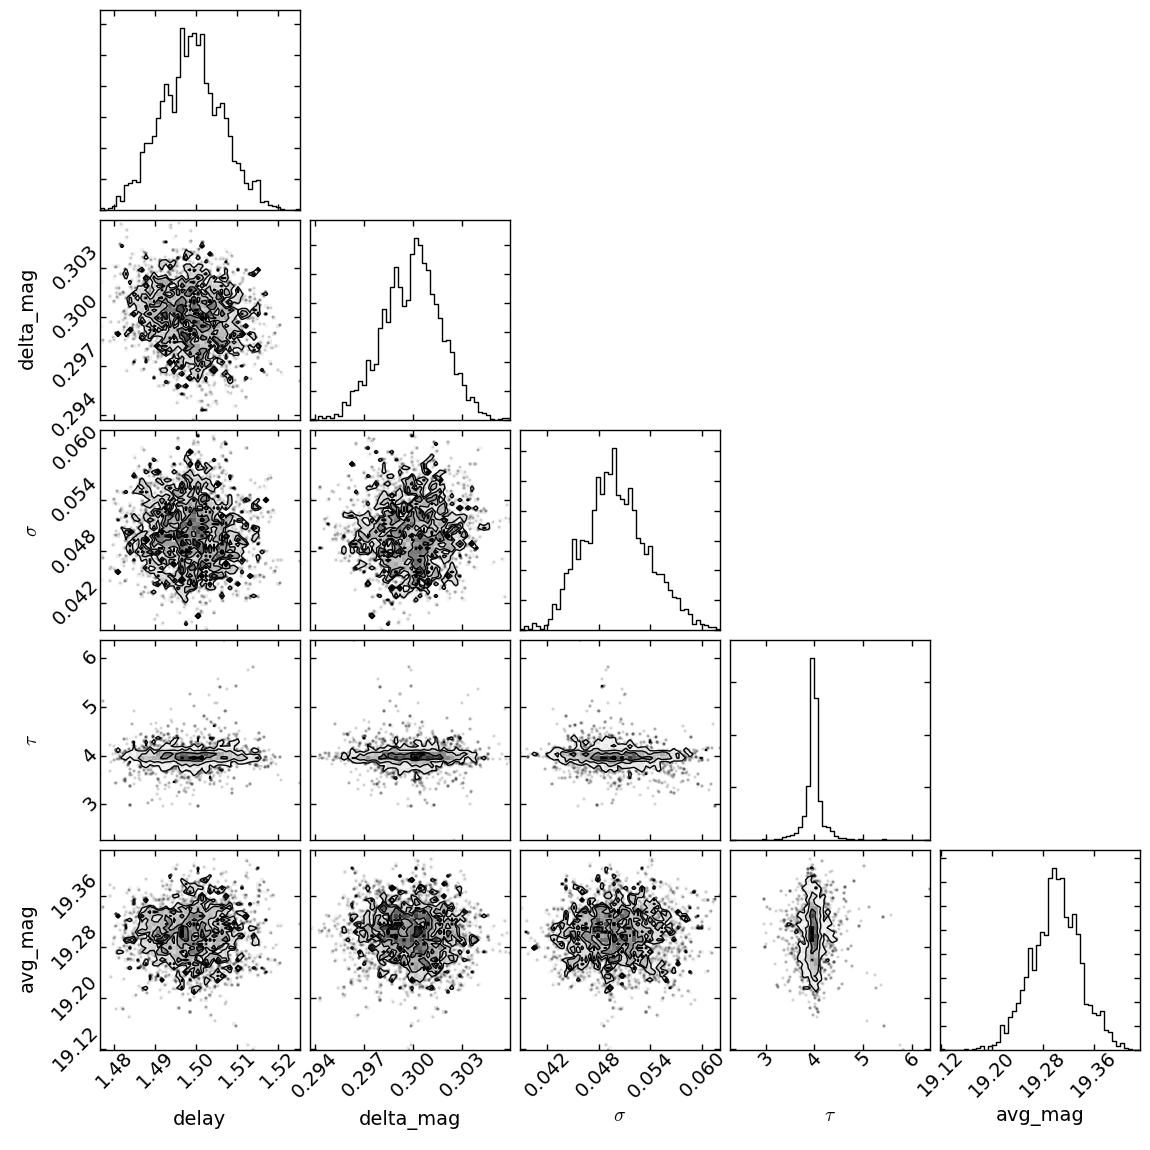 0.303
0.300
0.297
0.294
delta_mag
0.060
0.054
0.048
0.042
σ
6
5
4
3
τ
19.36
19.28
19.20
19.12
avg_mag
1.48 1.49 1.50 1.51 1.52
delay
0.294 0.297 0.300 0.303
delta_mag
0.042 0.048 0.054 0.060
σ
3 4 5 6
τ
19.12 19.20 19.28 19.36
avg_mag